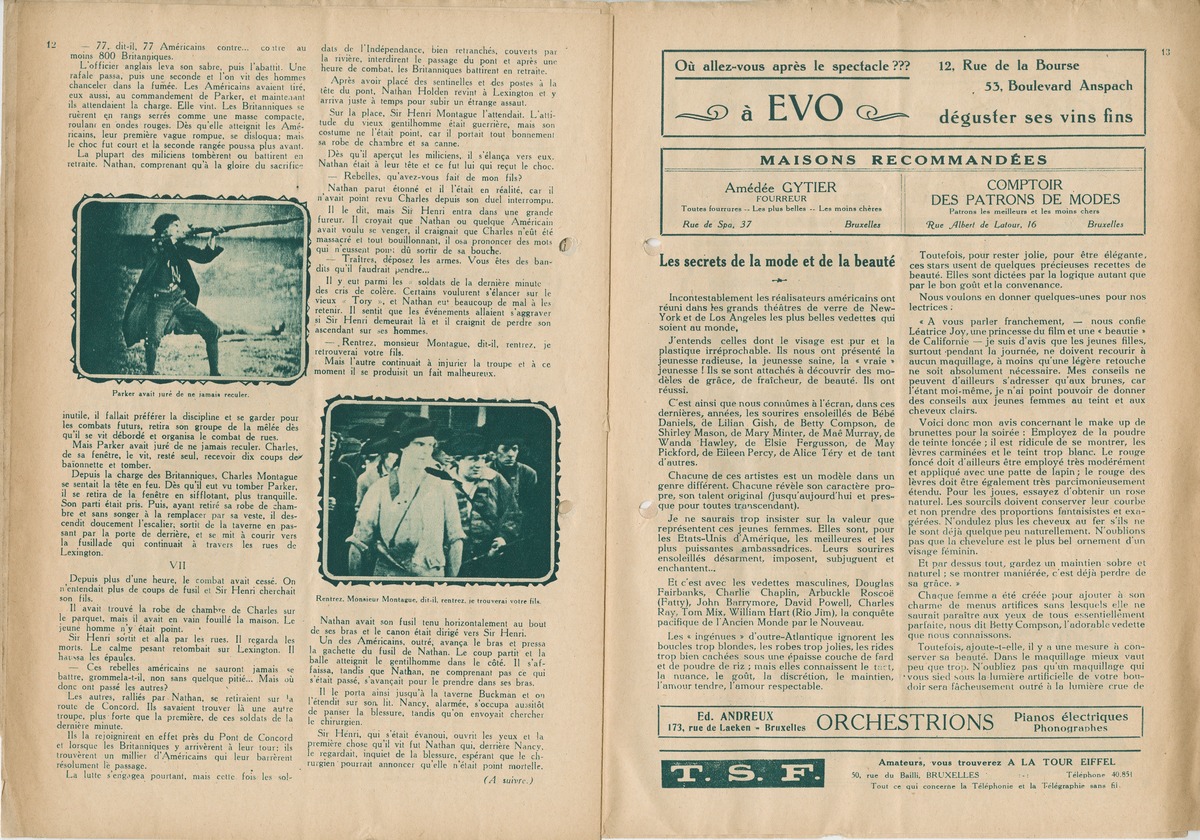 12
— 77, dit-il, 77 Américains contre... contre au
moins 800 Britanniques.
L'officier anglais leva son sabre, puis l'abattit. Une
rafale passa, puis une seconde et l'on vit des hommes
chanceler dans la fumée. Les Américains avaient tiré,
eux aussi, au commandement de Parker, et maintenant
ils attendaient la charge. Elle vint. Les Britanniques se
ruèrent en rangs serrés comme une masse compacte,
roulant en ondes rouges. Dès qu'elle atteignit les Amé-
ricains, leur première vague rompue, se disloqua; mais
le choc fut court et la seconde rangée poussa plus avant.
La plupart des miliciens tombèrent ou battirent en
retraite. Nathan, comprenant qu'à la gloire du sacrifice
Parker avait juré de ne jamais reculer.
inutile, il fallait préférer la discipline et se garder pour
les combats futurs, retira son groupe de la mêlée dès
qu'il se vit débordé et organisa le combat de rues.
Mais Parker avait juré de ne jamais reculer. Charles,
de sa fenêtre, le vit, resté seul, recevoir dix coups de
baïonnette et tomber.
Depuis la charge des Britanniques, Charles Montague
se sentait la tête en feu. Dès qu'il eut vu tomber Parker,
il se retira de la fenêtre en sifflotant, plus tranquille.
Son parti était pris. Puis, ayant retiré sa robe de cham-
bre et sans songer à la remplacer par sa veste, il des-
cendit doucement l'escalier, sortit de la taverne en pas-
sant par la porte de derrière, et se mit à courir vers
la fusillade qui continuait à travers les rues de
Lexington.
VII
Depuis plus d'une heure, le combat avait cessé. On
n'entendait plus de coups de fusil et Sir Henri cherchait
son fils.
Il avait trouvé la robe de chambre de Charles sur
le parquet, mais il avait en vain fouillé la maison. Le
jeune homme n'y était point.
Sir Henri sortit et alla par les rues. Il regarda les
morts. Le calme pesant retombait sur Lexington. Il
haussa les épaules.
— Ces rebelles américains ne sauront jamais se
battre, grommela-t-il, non sans quelque pitié... Mais où
donc ont passé les autres?
Les autres, ralliés par Nathan, se retiraient sur la
route de Concord. Ils savaient trouver là une autre
troupe, plus forte que la première, de ces soldats de la
dernière minute.
Ils la rejoignirent en effet près du Pont de Concord
et lorsque les Britanniques y arrivèrent à leur tour; ils
trouvèrent un millier d'Américains qui leur barrèrent
résolument le passage.
La lutte s'engagea pourtant, mais cette fois les sol-
dats de l'Indépendance, bien retranchés, couverts par
la rivière, interdirent le passage du pont et après une
heure de combat, les Britanniques battirent en retraite.
Après avoir placé des sentinelles et des postes à la
tête du pont, Nathan Holden revint à Lexington et y
arriva juste à temps pour subir un étrange assaut.
Sur la place, Sir Henri Montague l'attendait. L'atti-
tude du vieux gentilhomme était guerrière, mais son
costume ne l'était point, car il portait tout bonnement
sa robe de chambre et sa canne.
Dès qu'il aperçut les miliciens, il s'élança vers eux.
Nathan était à leur tête et ce fut lui qui reçut le choc.
— Rebelles, qu'avez-vous fait de mon fils?
Nathan parut étonné et il l'était en réalité, car il
n'avait point revu Charles depuis son duel interrompu.
Il le dit, mais Sir Henri entra dans une grande
fureur. Il croyait que Nathan ou quelque Américain
avait voulu se venger, il craignait que Charles n'eût été
massacré et tout bouillonnant, il osa prononcer des mots
qui n'eussent point dû sortir de sa bouche.
— Traîtres, déposez les armes. Vous êtes des ban-
dits qu'il faudrait pendre...
Il y eut parmi les « soldats de la dernière minute »
des cris de colère. Certains voulurent s'élancer sur le
vieux « Tory », et Nathan eut beaucoup de mal à les
retenir. Il sentit que les événements allaient s'aggraver
si Sir Henri demeurait là et il craignit de perdre son
ascendant sur ses hommes.
— Rentrez, monsieur Montague, dit-il, rentrez, je
retrouverai votre fils.
Mais l'autre continuait à injurier la troupe et à ce
moment il se produisit un fait malheureux.
Rentrez, Monsieur Montague, dit-il, rentrez, je trouverai votre fils.
Nathan avait son fusil tenu horizontalement au bout
de ses bras et le canon était dirigé vers Sir Henri.
Un des Américains, outré, avança le bras et pressa
la gachette du fusil de Nathan. Le coup partit et la
balle atteignit le gentilhomme dans le côté. Il s'af-
faissa, tandis que Nathan, ne comprenant pas ce qui
s'était passé, s'avançait pour le prendre dans ses bras.
Il le porta ainsi jusqu'à la taverne Buckman et on
l'étendit sur son lit. Nancy, alarmée, s'occupa aussitôt
de panser la blessure, tandis qu'on envoyait chercher
le chirurgien.
Sir Henri, qui s'était évanoui, ouvrit les yeux et la
première chose qu'il vit fut Nathan qui, derrière Nancy,
le regardait, inquiet de la blessure, espérant que le chi-
rurgien pourrait annoncer qu'elle n'était point mortelle.
(A suivre.)
13
Où allez-vous après le spectacle ???
à EVO
12, Rue de la Bourse
53, Boulevard Anspach
déguster ses vins fins
MAISONS RECOMMANDÉES
Amédée GYTIER
FOURREUR
Toutes fourrures -- Les plus belles -- Les moins chères
Rue de Spa, 37 Bruxelles
COMPTOIR
DES PATRONS DE MODES
Patrons les meilleurs et les moins chers
Rue Albert de Latour, 16 Bruxelles
Les secrets de la mode et de la beauté
Incontestablement les réalisateurs américains ont
réuni dans les grands théâtres de verre de New-
York et de Los Angeles les plus belles vedettes qui
soient au monde,
J'entends celles dont le visage est pur et la
plastique irréprochable. Ils nous ont présenté la
jeunesse radieuse, la jeunesse saine, la « vraie »
jeunesse ! Ils se sont attachés à découvrir des mo-
dèles de grâce, de fraîcheur, de beauté. Ils ont
réussi.
C'est ainsi que nous connûmes à l'écran, dans ces
dernières, années, les sourires ensoleillés de Bébé
Daniels, de Lilian Gish, de Betty Compson, de
Shirley Mason, de Mary Minter, de Maë Murray, de
Wanda Hawley, de Elsie Fergusson, de May
Pickford, de Eileen Percy, de Alice Téry et de tant
d'autres.
Chacune de ces artistes est un modèle dans un
genre différent. Chacune révèle son caractère pro-
pre, son talent original (jusqu'aujourd'hui et pres-
que pour toutes transcendant).
Je ne saurais trop insister sur la valeur que
représentent ces jeunes femmes. Elles sont, pour
les Etats-Unis d'Amérique, les meilleures et les
plus puissantes ambassadrices. Leurs sourires
ensoleillés désarment, imposent, subjuguent et
enchantent...
Et c'est avec les vedettes masculines, Douglas
Fairbanks, Charlie Chaplin, Arbuckle Roscoë
(Fatty), John Barrymore, David Powell, Charles
Ray, Tom Mix, William Hart (Rio Jim), la conquête
pacifique de l'Ancien Monde par le Nouveau.
Les « ingénues » d'outre-Atlantique ignorent les
boucles trop blondes, les robes trop jolies, les rides
trop bien cachées sous une épaisse couche de fard
et de poudre de riz ; mais elles connaissent le tact,
la nuance, le goût, la discrétion, le maintien,
l'amour tendre, l'amour respectable.
Toutefois, pour rester jolie, pour être élégante,
ces stars usent de quelques précieuses recettes de
beauté. Elles sont dictées par la logique autant que
par le bon goût et la convenance.
Nous voulons en donner quelques-unes pour nos
lectrices.
« A vous parler franchement, — nous confie
Léatrice Joy, une princesse du film et une « beautie »
de Californie — je suis d'avis que les jeunes filles,
surtout pendant la journée, ne doivent recourir à
aucun maquillage, à moins qu'une légère retouche
ne soit absolument nécessaire. Mes conseils ne
peuvent d'ailleurs s'adresser qu'aux brunes, car
l'étant moi-même, je n'ai point pouvoir de donner
des conseils aux jeunes femmes au teint et aux
cheveux clairs.
Voici donc mon avis concernant le make up de
brunettes pour la soirée : Employez de la poudre
de teinte foncée ; il est ridicule de se montrer, les
lèvres carminées et le teint trop blanc. Le rouge
foncé doit d'ailleurs être employé très modérément
et appliqué avec une patte de lapin ; le rouge des
lèvres doit être également très parcimonieusement
étendu. Pour les joues, essayez d'obtenir un rose
naturel. Les sourcils doivent conserver leur courbe
et non prendre des proportions fantaisistes et exa-
gérées. N'ondulez plus les cheveux au fer s'ils ne
le sont déjà quelque peu naturellement. N'oublions
pas que la chevelure est le plus bel ornement d'un
visage féminin.
Et par dessus tout, gardez un maintien sobre et
naturel ; se montrer maniérée, c'est déjà perdre de
sa grâce. »
Chaque femme a été créée pour ajouter à son
charme de menus artifices sans lesquels elle ne
saurait paraître aux yeux de tous essentiellement
parfaite, nous dit Betty Compson, l'adorable vedette
que nous connaissons.
Toutefois, ajoute-t-elle, il y a une mesure à con-
server sa beauté. Dans le maquillage mieux vaut
peu que trop. N'oubliez pas qu'un maquillage qui
vous sied sous la lumière artificielle de votre bou-
doir sera fâcheusement outré à la lumière crue de
Ed. ANDREUX
173, rue de Laeken - Bruxelles
ORCHESTRIONS
Pianos électriques
Phonographes
T. S. F.
Amateurs, vous trouverez A LA TOUR EIFFEL
50, rue du Bailli, BRUXELLES Téléphone 40.851
Tout ce qui concerne la Téléphonie et la Télégraphie sans fil.